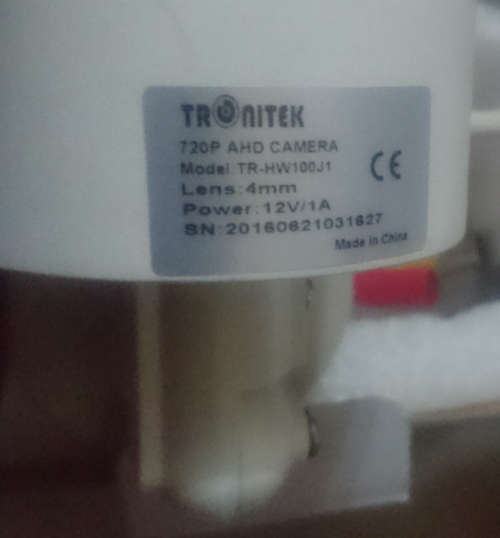 TRONITEK
720P AHD CAMERA
Model:TR-HW100J1
Lens:4mm
Power:12V/1A
SN:20160621031627
CE
Made in China